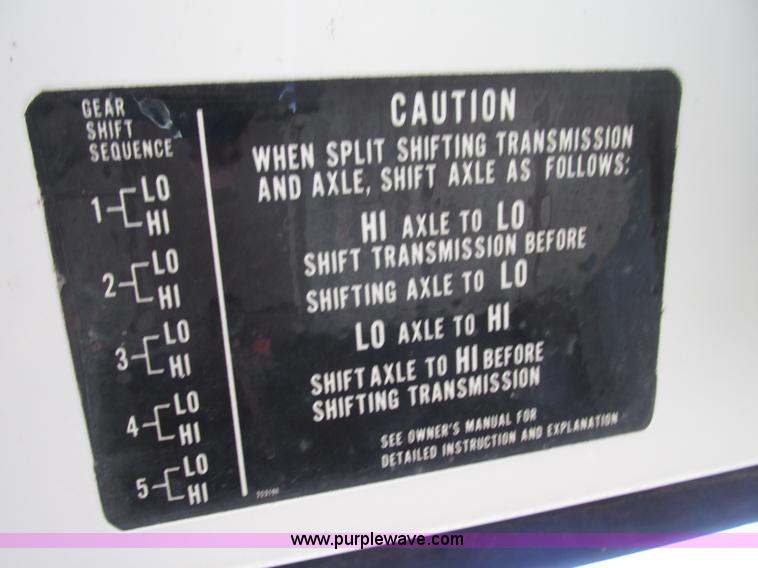 GEAR
SHIFT
SEQUENCE
1 LO
HI
2 LO
HI
3 LO
HI
4 LO
HI
5 LO
HI
CAUTION
WHEN SPLIT SHIFTING TRANSMISSION
AND AXLE, SHIFT AXLE AS FOLLOWS:
HI AXLE TO LO
SHIFT TRANSMISSION BEFORE
SHIFTING AXLE TO LO
LO AXLE TO HI
SHIFT AXLE TO HI BEFORE
SHIFTING TRANSMISSION
SEE OWNER'S MANUAL FOR
DETAILED INSTRUCTION AND EXPLANATION
www.purplewave.com